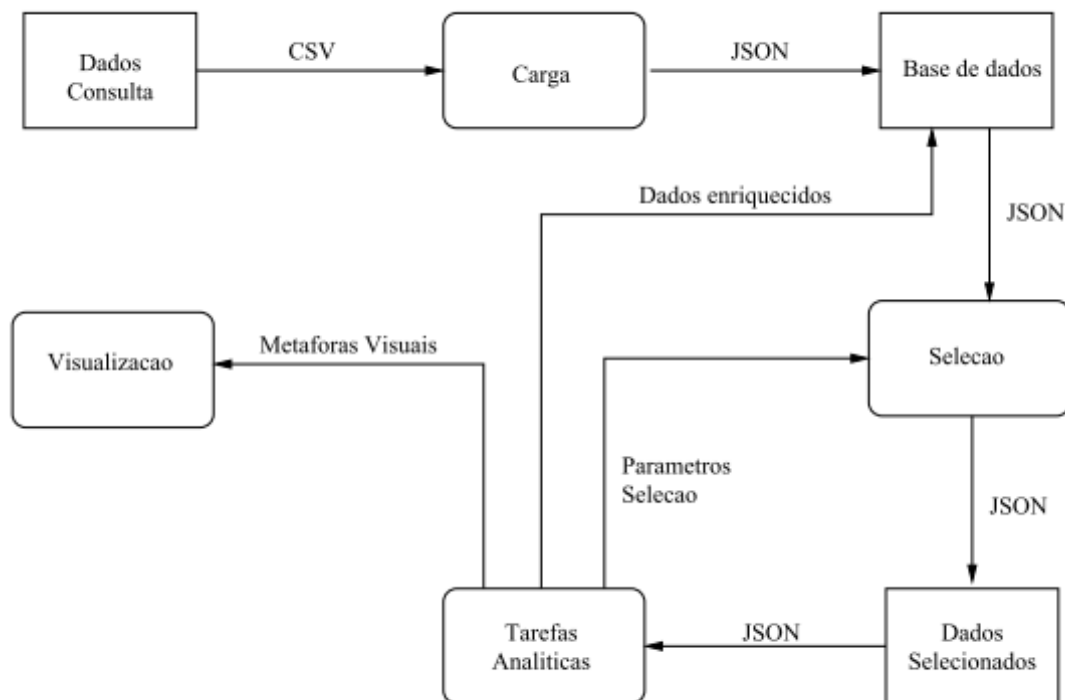 Dados
Consulta
CSV
Carga
JSON
Base de dados
Dados enriquecidos
JSON
Visualizacao
Metaforas Visuais
Selecao
Parametros
Selecao
JSON
Tarefas
Analiticas
JSON
Dados
Selecionados